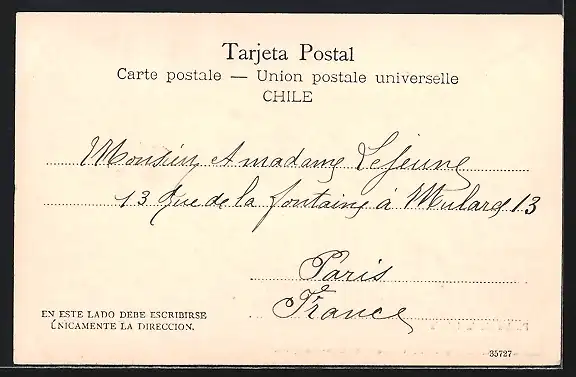 Tarjeta Postal
Carte postale — Union postale universelle
CHILE
Monsieur et madame Lejeune
13 Rue de la fontaine à Mulard 13
Paris
France
EN ESTE LADO DEBE ESCRIBIRSE
ÚNICAMENTE LA DIRECCION.
35727